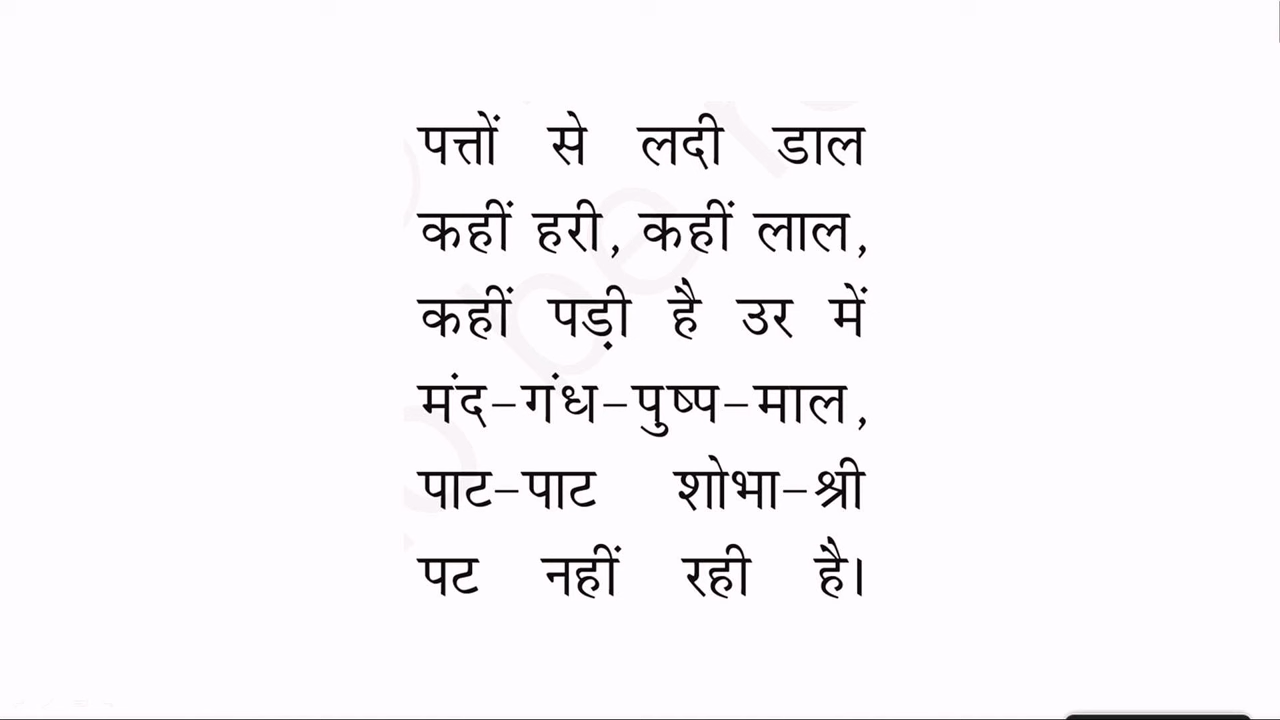 पत्तों से लदी डाल
कहीं हरी, कहीं लाल,
कहीं पड़ी है उर में
मंद-गंध-पुष्प-माल,
पाट-पाट शोभा-श्री
पट नहीं रही है।